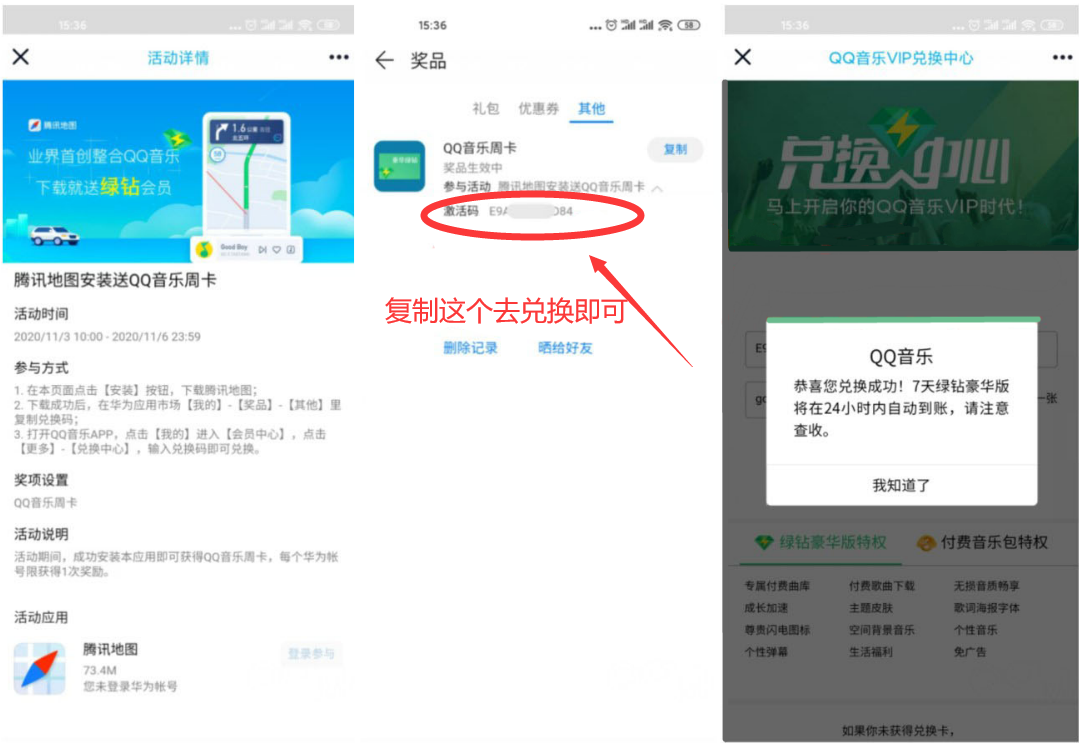 15:36
活动详情
腾讯地图
业界首创整合QQ音乐
下载就送绿钻会员
1.6公里
Good Boy
腾讯地图安装送QQ音乐周卡
活动时间
2020/11/3 10:00 - 2020/11/6 23:59
参与方式
1. 在本页面点击【安装】按钮，下载腾讯地图；
2. 下载成功后，在华为应用市场【我的】-【奖品】-【其他】里
复制兑换码；
3. 打开QQ音乐APP，点击【我的】进入【会员中心】，点击
【更多】-【兑换中心】，输入兑换码即可兑换。
奖项设置
QQ音乐周卡
活动说明
活动期间，成功安装本应用即可获得QQ音乐周卡，每个华为帐
号限获得1次奖励。
活动应用
腾讯地图
73.4M
您未登录华为帐号
登录参与
15:36
58
奖品
礼包 优惠券 其他
豪华绿钻
QQ音乐周卡
复制
奖品生效中
参与活动 腾讯地图安装送QQ音乐周卡
激活码 E9A D84
复制这个去兑换即可
删除记录 晒给好友
15:36
QQ音乐VIP兑换中心
兑换中心
马上开启你的QQ音乐VIP时代！
E9
一张
QQ音乐
恭喜您兑换成功！7天绿钻豪华版
将在24小时内自动到账，请注意
查收。
我知道了
绿钻豪华版特权 付费音乐包特权
专属付费曲库 付费歌曲下载 无损音质畅享
成长加速 主题皮肤 歌词海报字体
尊贵闪电图标 空间背景音乐 个性音乐
个性弹幕 生活福利 免广告
如果你未获得兑换卡，